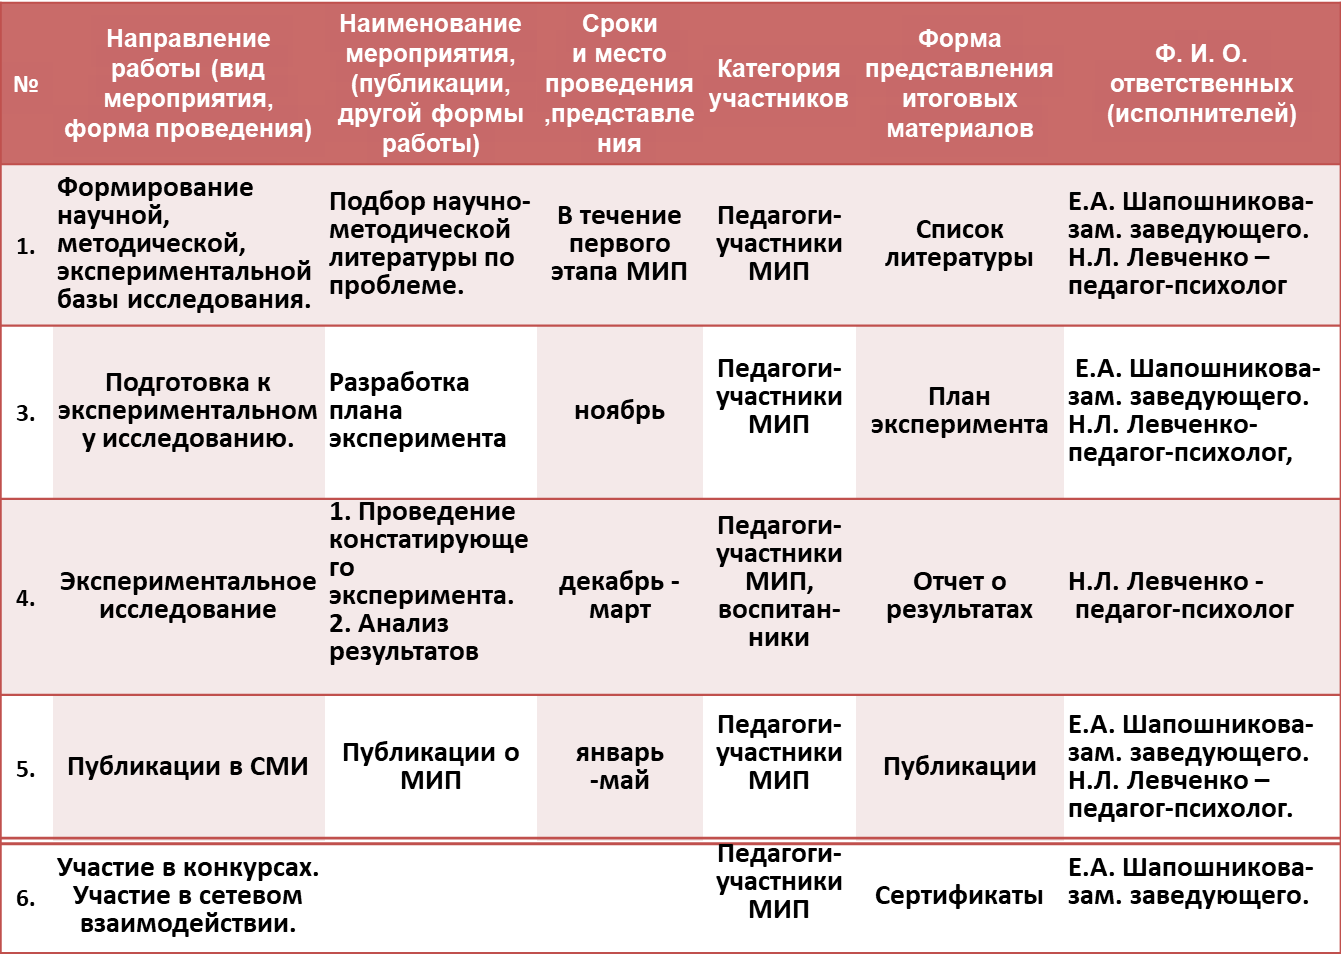 №
Направление
работы (вид
мероприятия,
форма проведения)
Наименование
мероприятия,
(публикации,
другой формы
работы)
Сроки
и место
проведения
,представле
ния
Категория
участников
Форма
представления
итоговых
материалов
Ф. И. О.
ответственных
(исполнителей)
1.
Формирование
научной,
методической,
экспериментальной
базы исследования.
Подбор научно-
методической
литературы по
проблеме.
В течение
первого
этапа МИП
Педагоги-
участники
МИП
Список
литературы
Е.А. Шапошникова-
зам. заведующего.
Н.Л. Левченко –
педагог-психолог
3.
Подготовка к
экспериментальном
у исследованию.
Разработка
плана
эксперимента
ноябрь
Педагоги-
участники
МИП
План
эксперимента
Е.А. Шапошникова-
зам. заведующего.
Н.Л. Левченко-
педагог-психолог,
4.
Экспериментальное
исследование
1. Проведение
констатирующе
го
эксперимента.
2. Анализ
результатов
декабрь -
март
Педагоги-
участники
МИП,
воспитан-
ники
Отчет о
результатах
Н.Л. Левченко -
педагог-психолог
5.
Публикации в СМИ
Публикации о
МИП
январь
-май
Педагоги-
участники
МИП
Публикации
Е.А. Шапошникова-
зам. заведующего.
Н.Л. Левченко –
педагог-психолог.
6.
Участие в конкурсах.
Участие в сетевом
взаимодействии.
Педагоги-
участники
МИП
Сертификаты
Е.А. Шапошникова-
зам. заведующего.